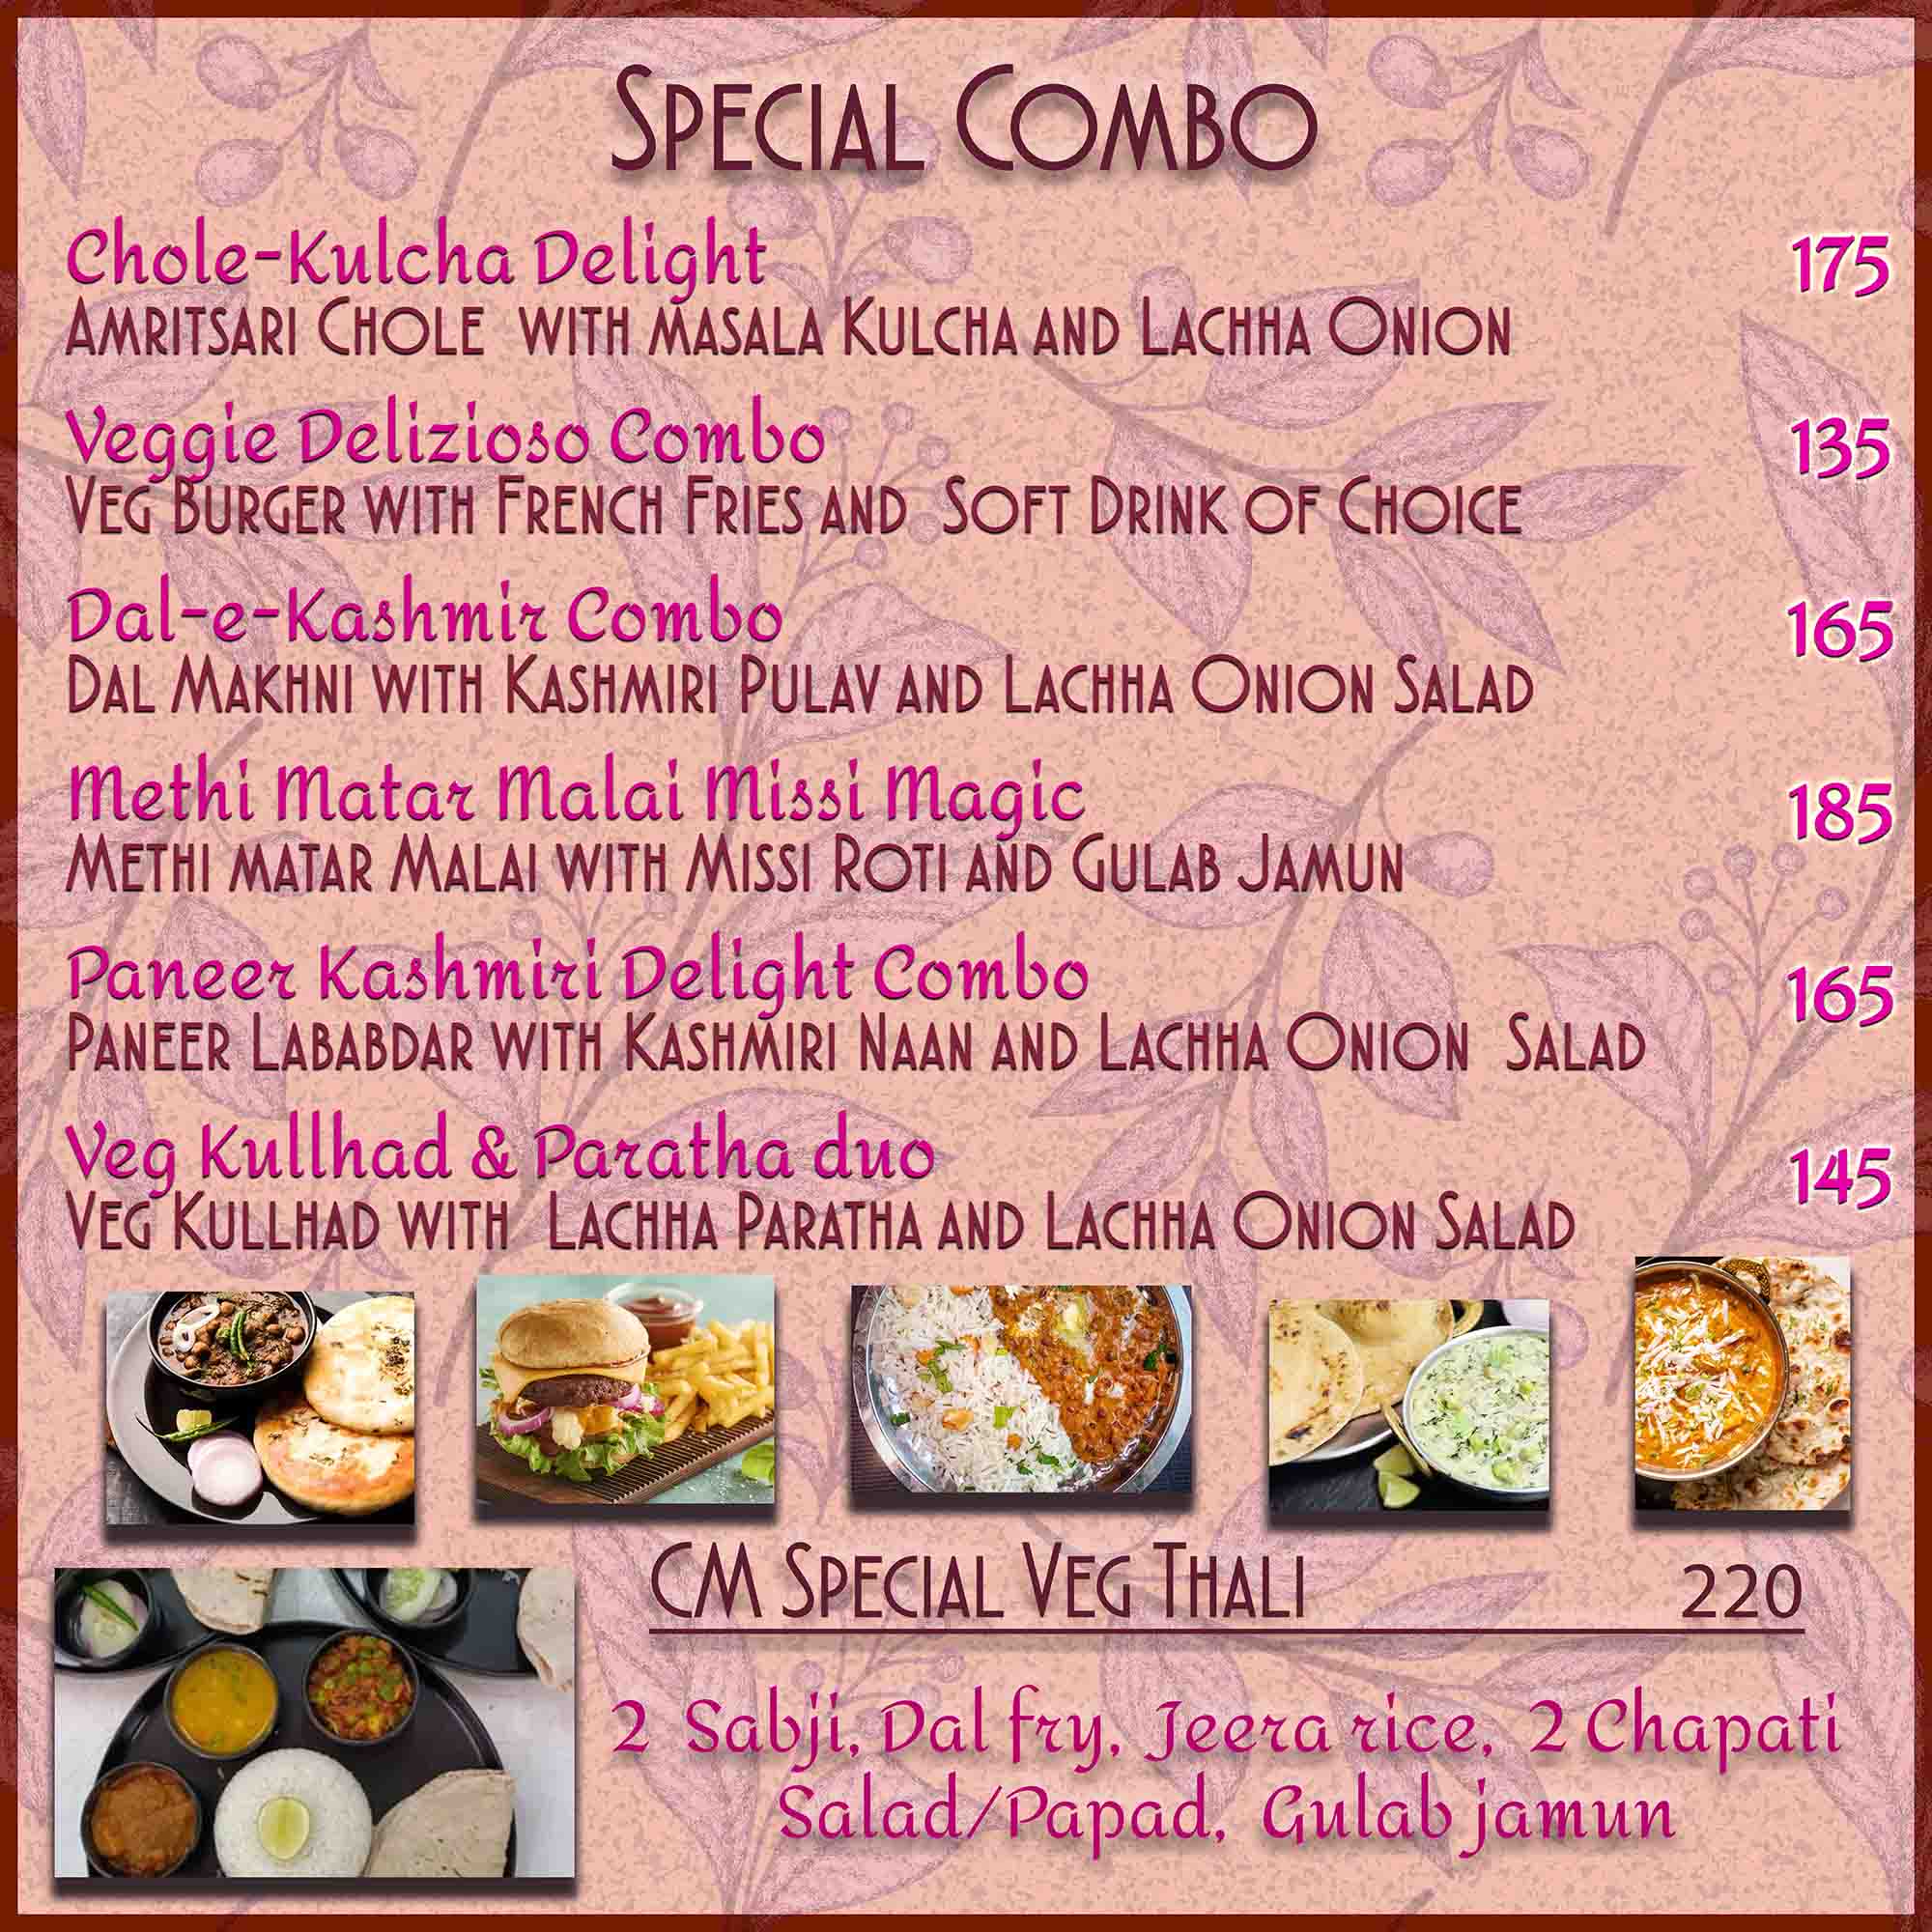 Special Combo
Chole-Kulcha Delight 175
Amritsari Chole with masala Kulcha and Lachha Onion
Veggie Delizioso Combo 135
Veg Burger with French Fries and Soft Drink of Choice
Dal-e-Kashmir Combo 165
Dal Makhni with Kashmiri Pulav and Lachha Onion Salad
Methi Matar Malai Missi Magic 185
Methi matar Malai with Missi Roti and Gulab Jamun
Paneer Kashmiri Delight Combo 165
Paneer Lababdar with Kashmiri Naan and Lachha Onion Salad
Veg Kullhad & Paratha duo 145
Veg Kullhad with Lachha Paratha and Lachha Onion Salad
CM Special Veg Thali 220
2 Sabji, Dal fry, Jeera rice, 2 Chapati
Salad/Papad, Gulab jamun